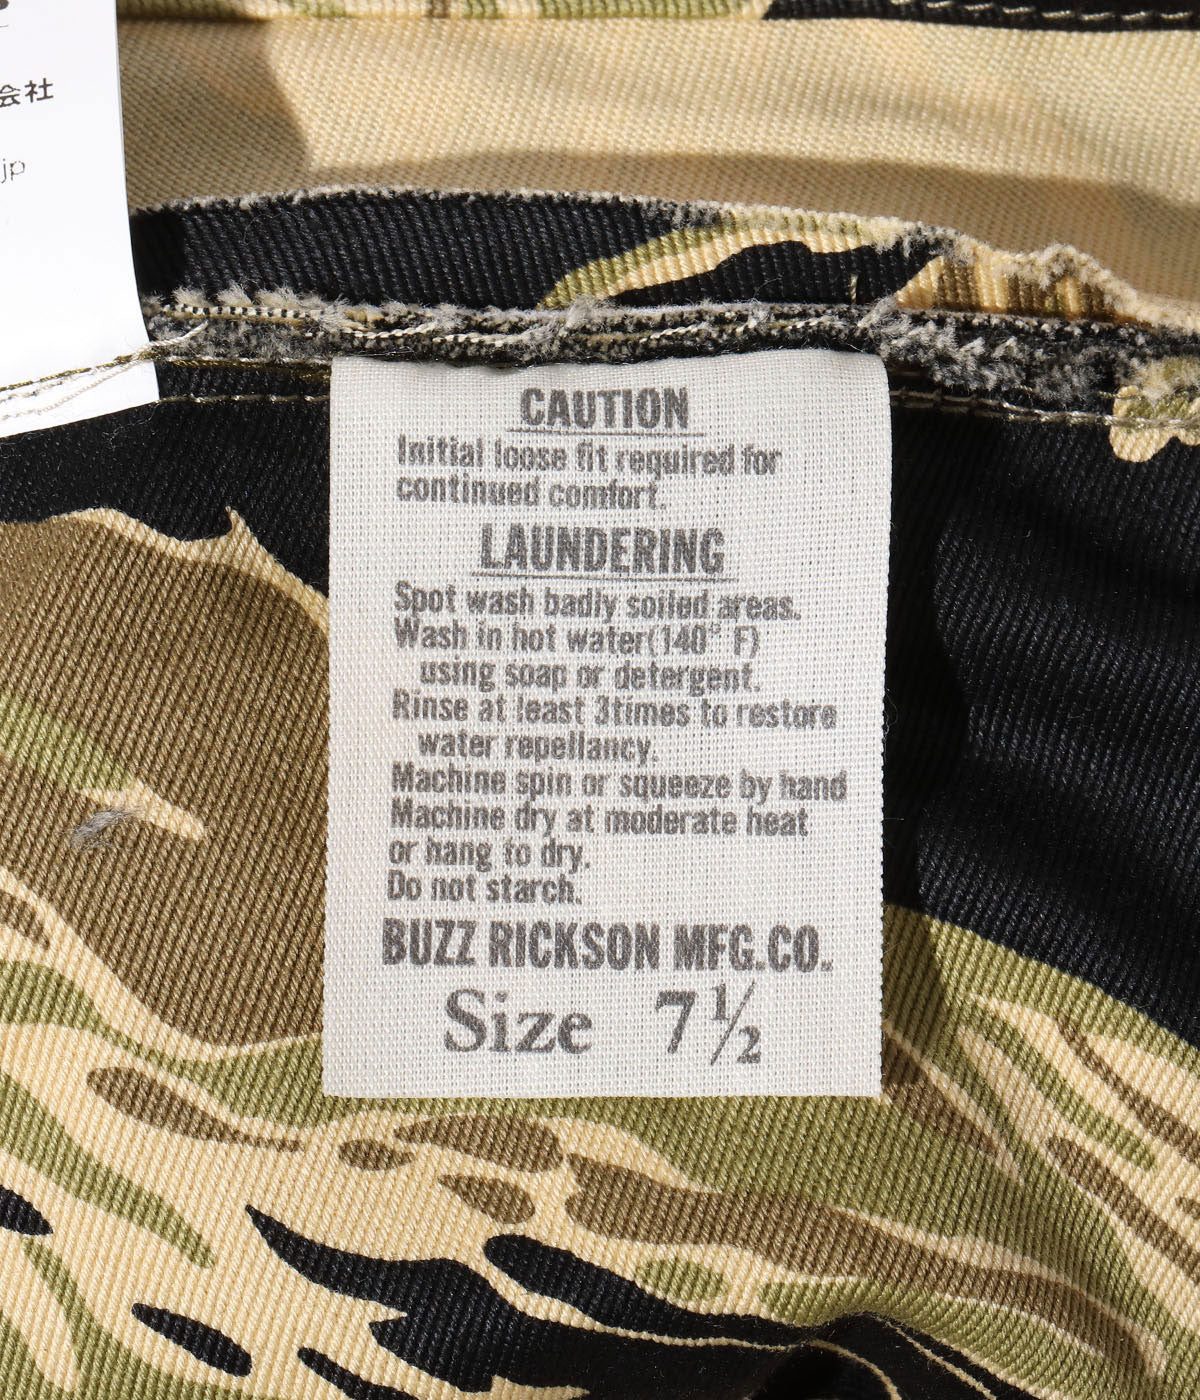 会社
jp
CAUTION
Initial loose fit required for
continued comfort.
LAUNDERING
Spot wash badly soiled areas.
Wash in hot water(140° F)
using soap or detergent.
Rinse at least 3times to restore
water repellancy.
Machine spin or squeeze by hand
Machine dry at moderate heat
or hang to dry.
Do not starch.
BUZZ RICKSON MFG.CO.
Size 7 1/2